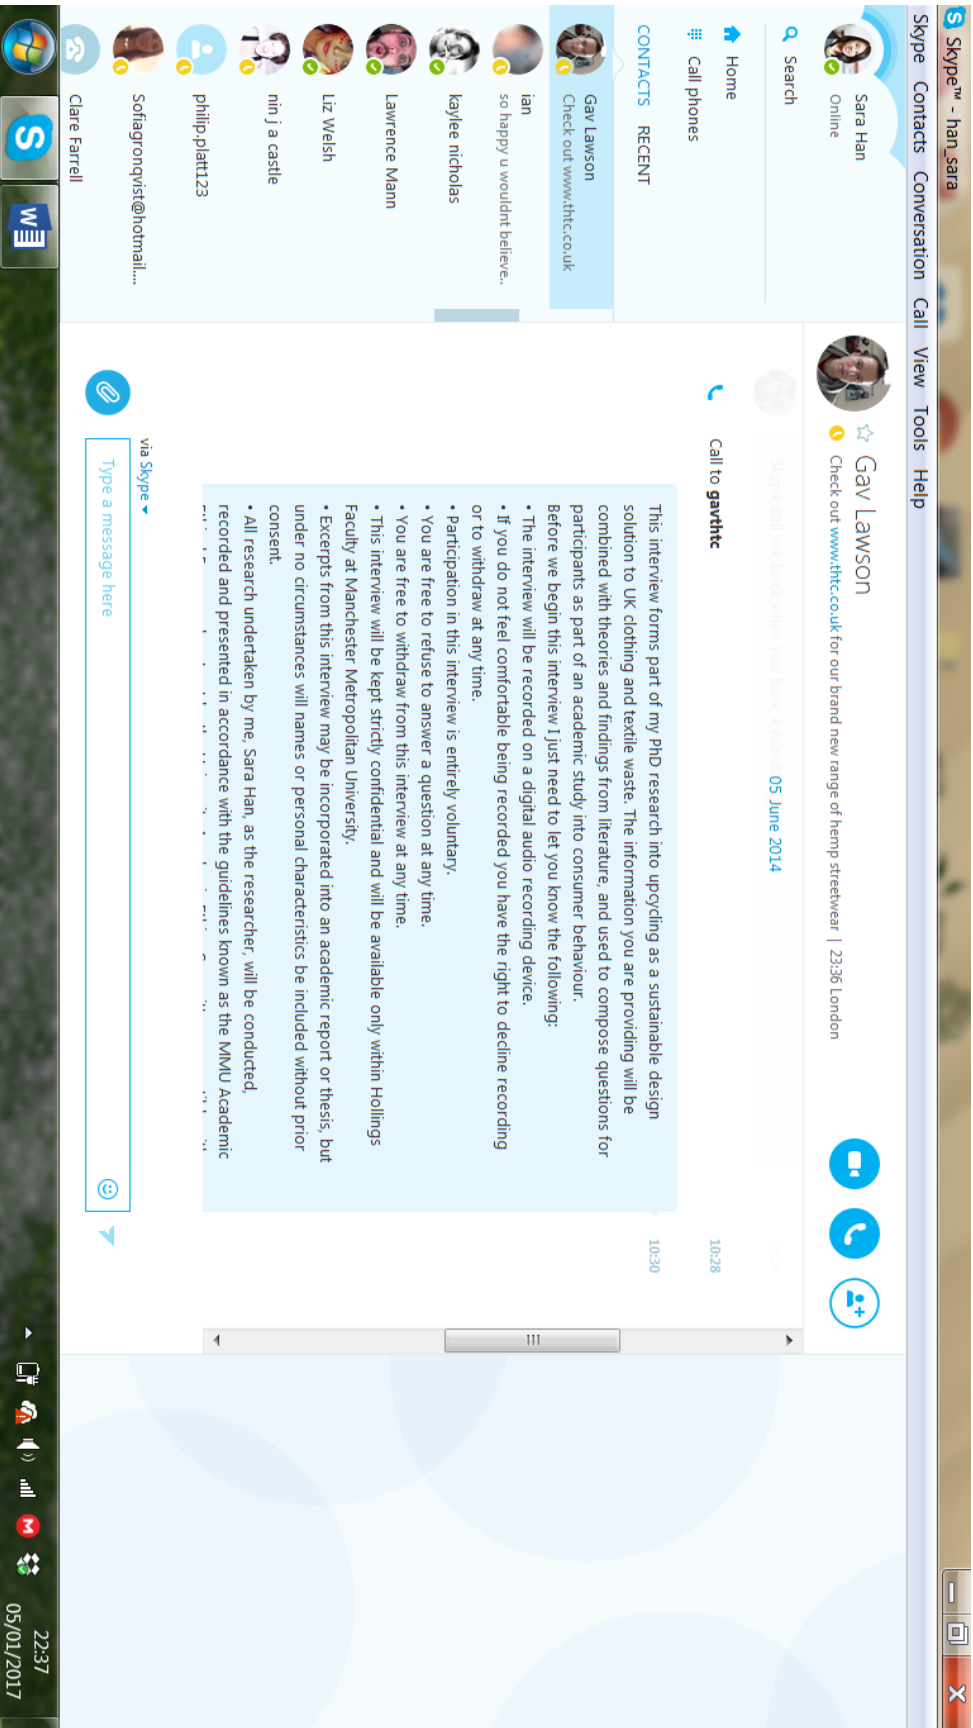 Skype™ - han_sara
Skype Contacts Conversation Call View Tools Help
Sara Han
Online
Search
Home
Call phones
CONTACTS RECENT
Gav Lawson
Check out www.thtc.co.uk
ian
so happy u wouldnt believe..
kaylee nicholas
Lawrence Mann
Liz Welsh
nin j a castle
philip.platt123
Sofiagronqvist@hotmail....
Clare Farrell
Gav Lawson
Check out www.thtc.co.uk for our brand new range of hemp streetwear | 23:36 London
Skype call me back when you have a minut
05 June 2014
Call to gavthtc
10:28
This interview forms part of my PhD research into upcycling as a sustainable design
10:30
solution to UK clothing and textile waste. The information you are providing will be
combined with theories and findings from literature, and used to compose questions for
participants as part of an academic study into consumer behaviour.
Before we begin this interview I just need to let you know the following:
• The interview will be recorded on a digital audio recording device.
• If you do not feel comfortable being recorded you have the right to decline recording
or to withdraw at any time.
• Participation in this interview is entirely voluntary.
• You are free to refuse to answer a question at any time.
• You are free to withdraw from this interview at any time.
• This interview will be kept strictly confidential and will be available only within Hollings
Faculty at Manchester Metropolitan University.
• Excerpts from this interview may be incorporated into an academic report or thesis, but
under no circumstances will names or personal characteristics be included without prior
consent.
• All research undertaken by me, Sara Han, as the researcher, will be conducted,
recorded and presented in accordance with the guidelines known as the MMU Academic
via Skype
Type a message here
22:37
05/01/2017